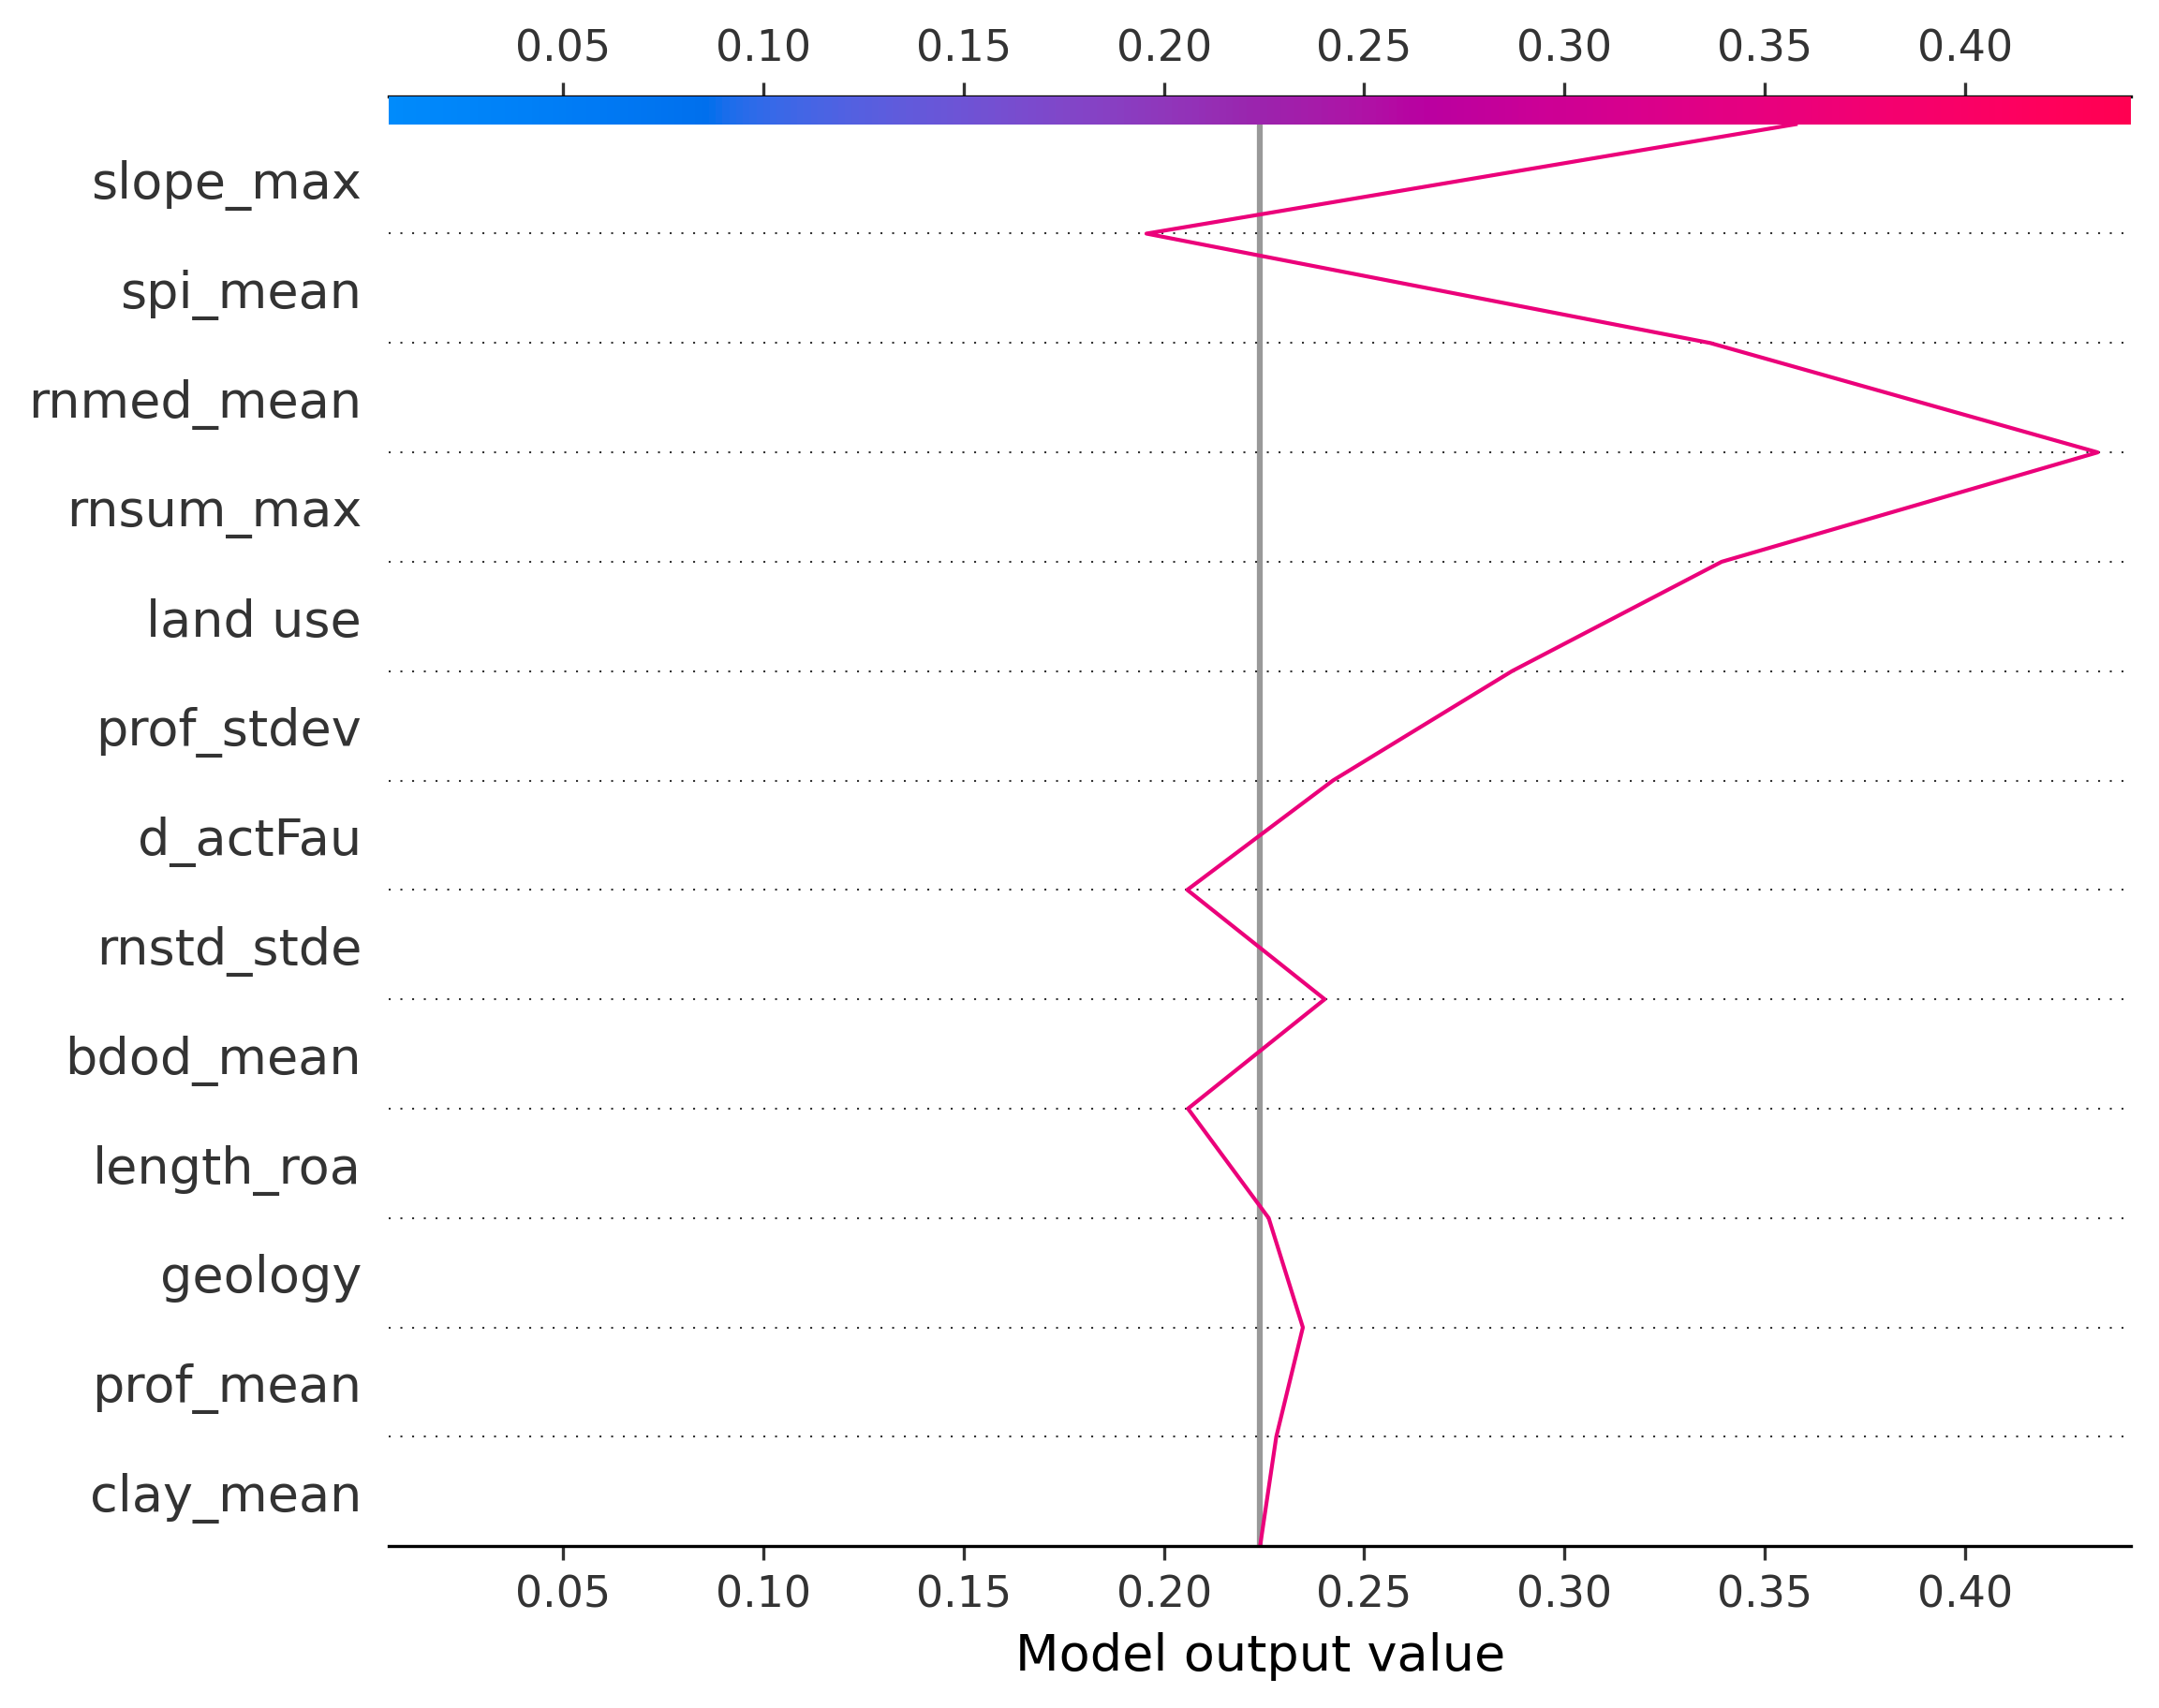 0.05 0.10 0.15 0.20 0.25 0.30 0.35 0.40
slope_max
spi_mean
rnmed_mean
rnsum_max
land use
prof_stdev
d_actFau
rnstd_stde
bdod_mean
length_roa
geology
prof_mean
clay_mean
0.05 0.10 0.15 0.20 0.25 0.30 0.35 0.40
Model output value